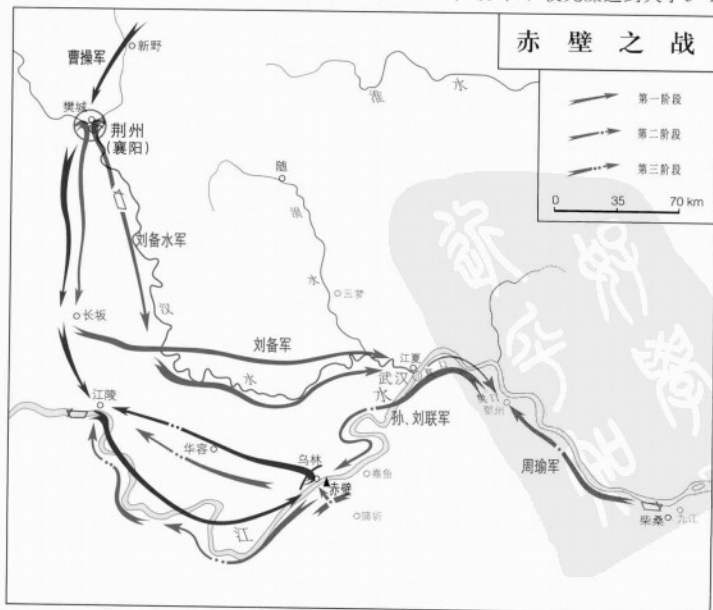 赤壁之战
第一阶段
第二阶段
第三阶段
0 35 70 km
曹操军
新野
樊城
荆州
(襄阳)
淮
水
随
涢
水
刘备水军
汉
三梦
长坂
刘备军
水
江夏
武汉
水
江陵
孙、刘联军
鄂州
华容
乌林
嘉鱼
赤壁
蒲圻
周瑜军
江
柴桑
九江